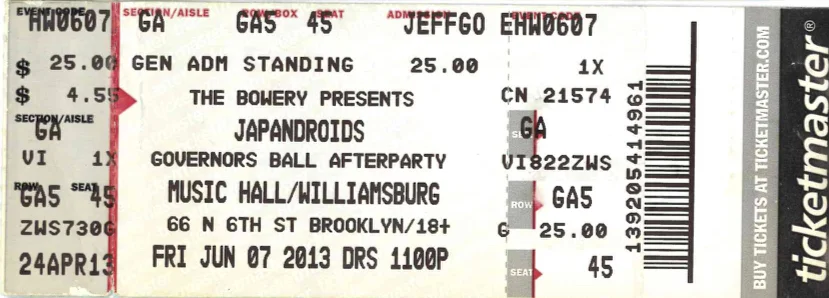 EVENT CODE SECTION/AISLE ROW/BOX SEAT ADMISSION EVENT CODE
HW0607 GA GA5 45 JEFFGO EHW0607
$ 25.00 GEN ADM STANDING 25.00 1X
$ 4.55 THE BOWERY PRESENTS CN 21574
SECTION/AISLE
GA JAPANDROIDS SE GA
VI 1X GOVERNORS BALL AFTERPARTY VI822ZWS
ROW SEAT
GA5 45 MUSIC HALL/WILLIAMSBURG ROW GA5
ZWS730G 66 N 6TH ST BROOKLYN/18+ G 25.00
24APR13 FRI JUN 07 2013 DRS 1100P SEAT 45
139205414961
BUY TICKETS AT TICKETMASTER.COM
ticketmaster®